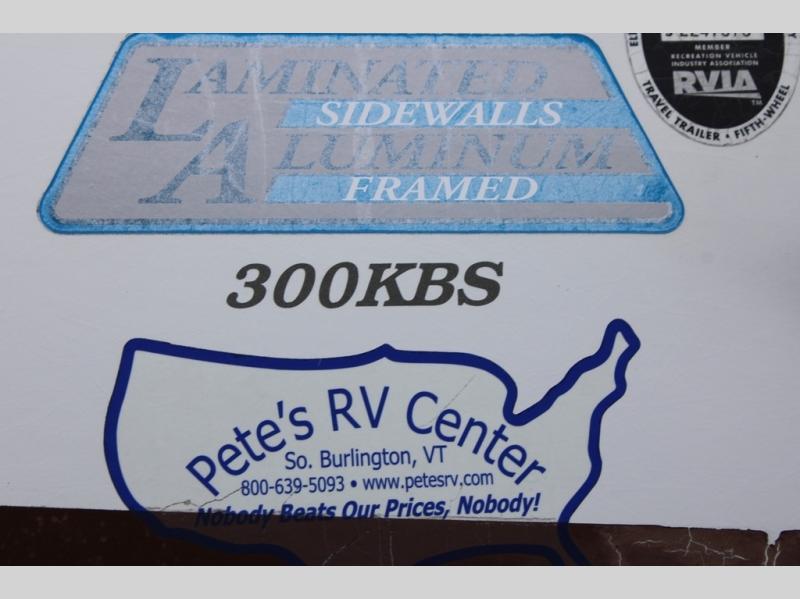 LAMINATED
SIDEWALLS
ALUMINUM
FRAMED
MEMBER
RECREATION VEHICLE
INDUSTRY ASSOCIATION
RVIA
TM
TRAVEL TRAILER • FIFTH-WHEEL
300KBS
Pete's RV Center
So. Burlington, VT
800-639-5093 • www.petesrv.com
Nobody Beats Our Prices, Nobody!